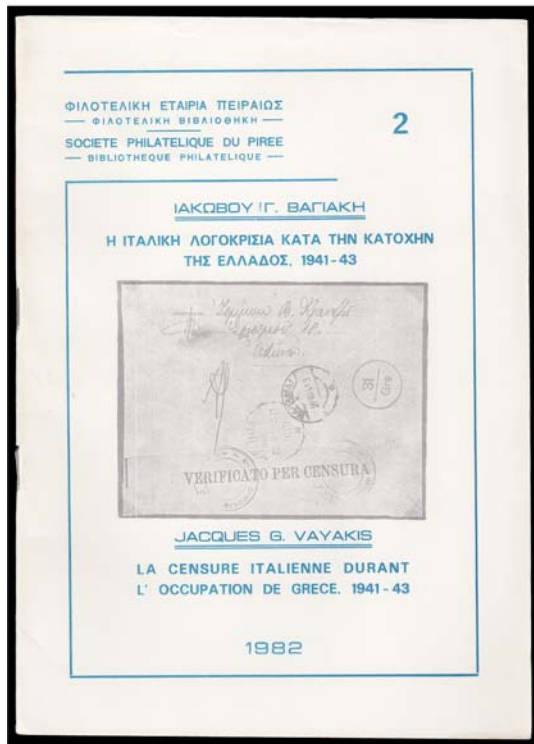 ΦΙΛΟΤΕΛΙΚΗ ΕΤΑΙΡΙΑ ΠΕΙΡΑΙΩΣ
— ΦΙΛΟΤΕΛΙΚΗ ΒΙΒΛΙΟΘΗΚΗ —
SOCIETE PHILATELIQUE DU PIREE
— BIBLIOTHEQUE PHILATELIQUE —
2
ΙΑΚΩΒΟΥ Γ. ΒΑΓΙΑΚΗ
Η ΙΤΑΛΙΚΗ ΛΟΓΟΚΡΙΣΙΑ ΚΑΤΑ ΤΗΝ ΚΑΤΟΧΗΝ
ΤΗΣ ΕΛΛΑΔΟΣ, 1941-43
31
Gre
VERIFICATO PER CENSURA
JACQUES G. VAYAKIS
LA CENSURE ITALIENNE DURANT
L' OCCUPATION DE GRECE, 1941-43
1982